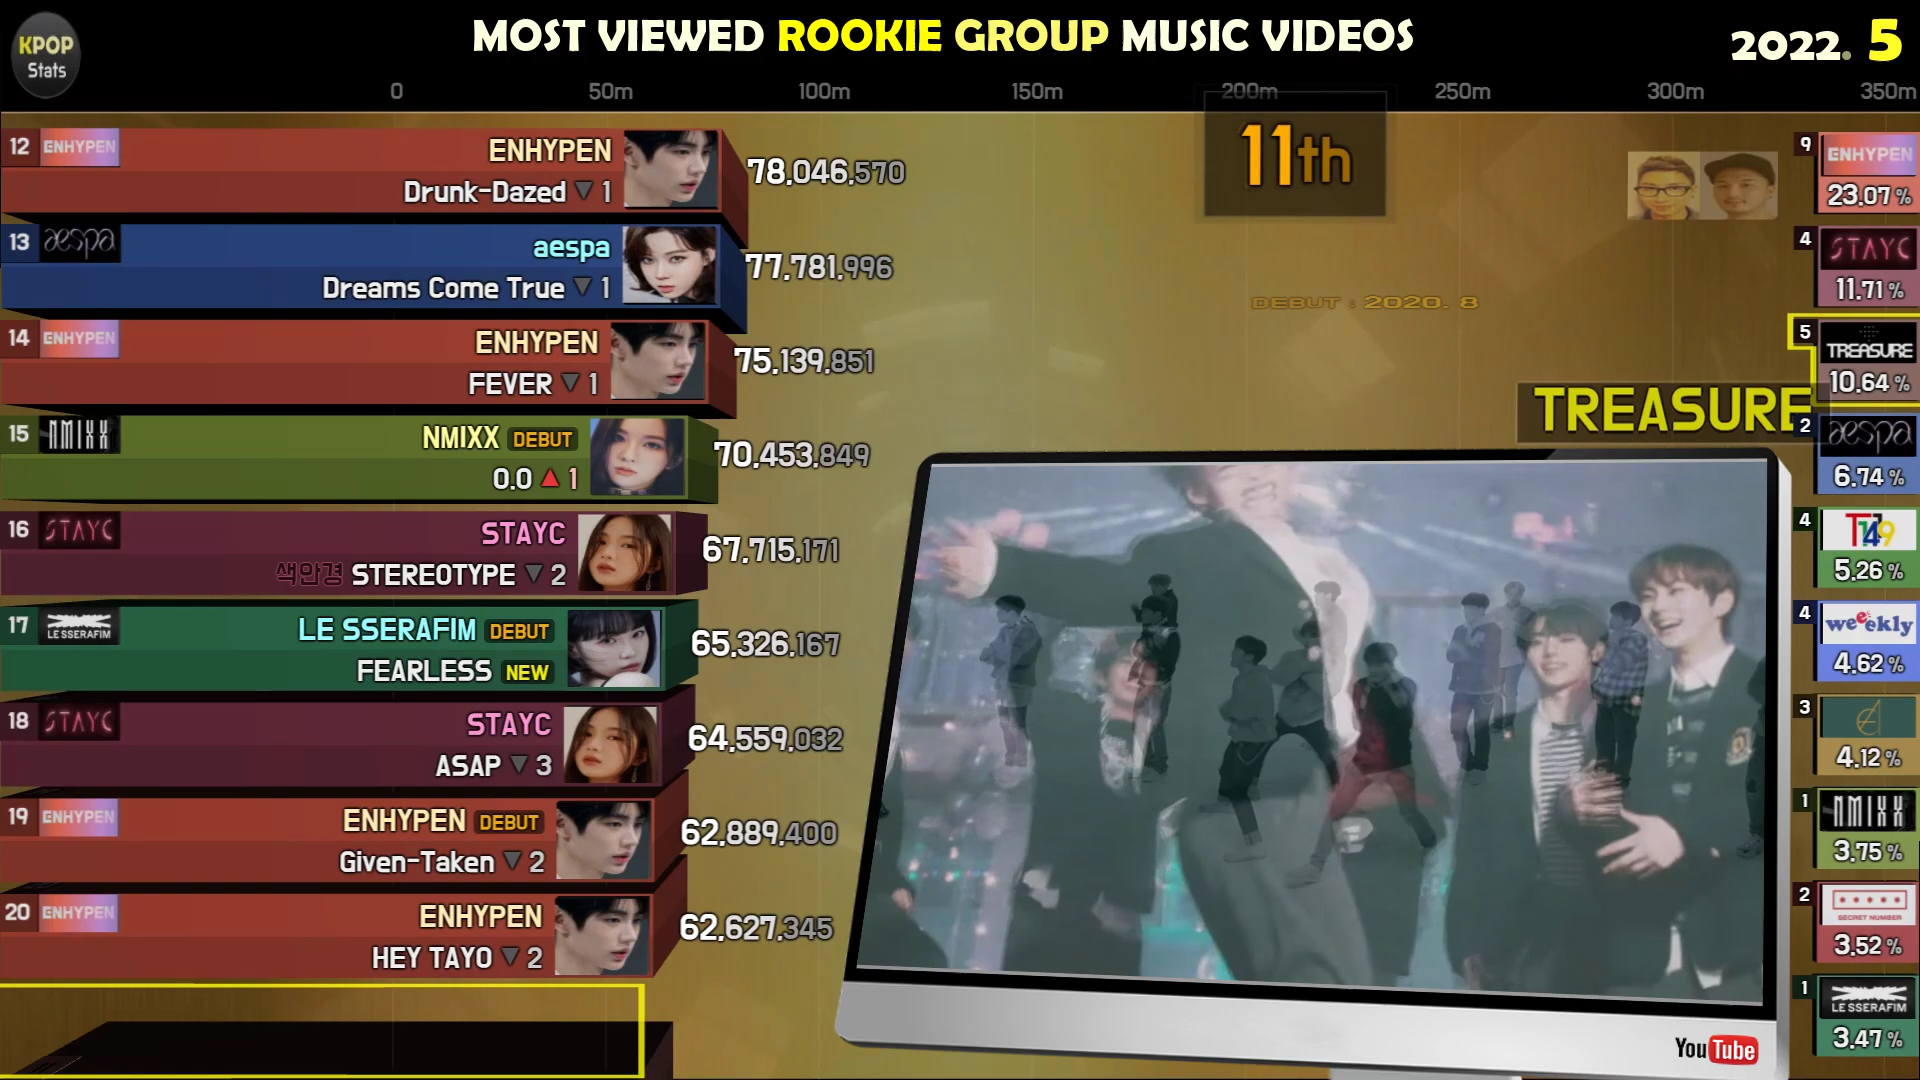 KPOP
Stats
MOST VIEWED ROOKIE GROUP MUSIC VIDEOS
2022. 5
0 50m 100m 150m 200m 250m 300m 350m
11th
DEBUT : 2020. 8
TREASURE
12 ENHYPEN ENHYPEN
Drunk-Dazed ▼ 1
78,046,570
13 aespa aespa
Dreams Come True ▼ 1
77,781,996
14 ENHYPEN ENHYPEN
FEVER ▼ 1
75,139,851
15 NMIXX NMIXX DEBUT
0.0 ▲ 1
70,453,849
16 STAYC STAYC
색안경 STEREOTYPE ▼ 2
67,715,171
17 LE SSERAFIM LE SSERAFIM DEBUT
FEARLESS NEW
65,326,167
18 STAYC STAYC
ASAP ▼ 3
64,559,032
19 ENHYPEN ENHYPEN DEBUT
Given-Taken ▼ 2
62,889,400
20 ENHYPEN ENHYPEN
HEY TAYO ▼ 2
62,627,345
9 ENHYPEN
23.07 %
4 STAYC
11.71 %
5 TREASURE
10.64 %
2 aespa
6.74 %
4 T1419
5.26 %
4 weeekly
4.62 %
3
4.12 %
1 NMIXX
3.75 %
2 SECRET NUMBER
3.52 %
1 LE SSERAFIM
3.47 %
YouTube